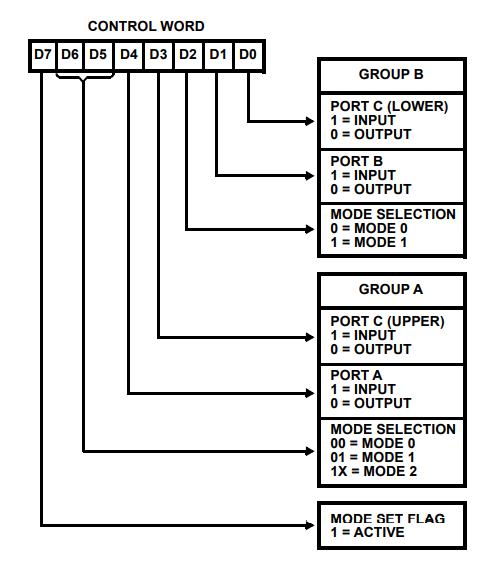 CONTROL WORD
D7 D6 D5 D4 D3 D2 D1 D0
GROUP B
PORT C (LOWER)
1 = INPUT
0 = OUTPUT
PORT B
1 = INPUT
0 = OUTPUT
MODE SELECTION
0 = MODE 0
1 = MODE 1
GROUP A
PORT C (UPPER)
1 = INPUT
0 = OUTPUT
PORT A
1 = INPUT
0 = OUTPUT
MODE SELECTION
00 = MODE 0
01 = MODE 1
1X = MODE 2
MODE SET FLAG
1 = ACTIVE